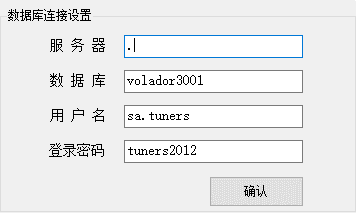 数据库连接设置
服 务 器 .
数 据 库 volador3001
用 户 名 sa.tuners
登录密码 tuners2012
确认